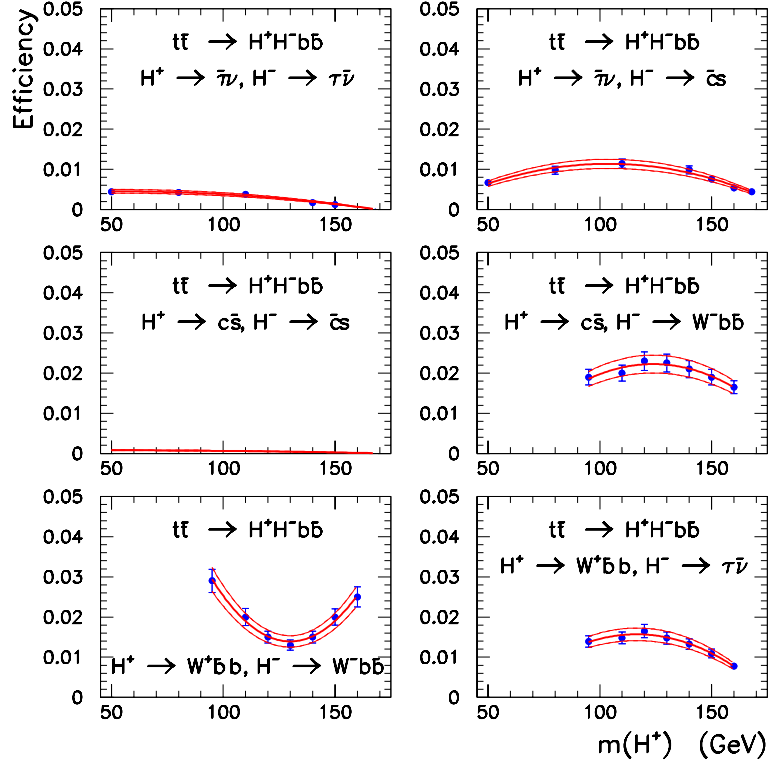 Efficiency
0.05
0.04
0.03
0.02
0.01
0
tt̄ → H⁺H⁻bb̄
H⁺ → τ̄ν, H⁻ → τν̄
50 100 150
0.05
0.04
0.03
0.02
0.01
0
tt̄ → H⁺H⁻bb̄
H⁺ → τ̄ν, H⁻ → c̄s
50 100 150
0.05
0.04
0.03
0.02
0.01
0
tt̄ → H⁺H⁻bb̄
H⁺ → cs̄, H⁻ → c̄s
50 100 150
0.05
0.04
0.03
0.02
0.01
0
tt̄ → H⁺H⁻bb̄
H⁺ → cs̄, H⁻ → W⁻bb̄
50 100 150
0.05
0.04
0.03
0.02
0.01
0
tt̄ → H⁺H⁻bb̄
H⁺ → W⁺b̄b, H⁻ → W⁻bb̄
50 100 150
0.05
0.04
0.03
0.02
0.01
0
tt̄ → H⁺H⁻bb̄
H⁺ → W⁺b̄b, H⁻ → τν̄
50 100 150
m(H⁺) (GeV)